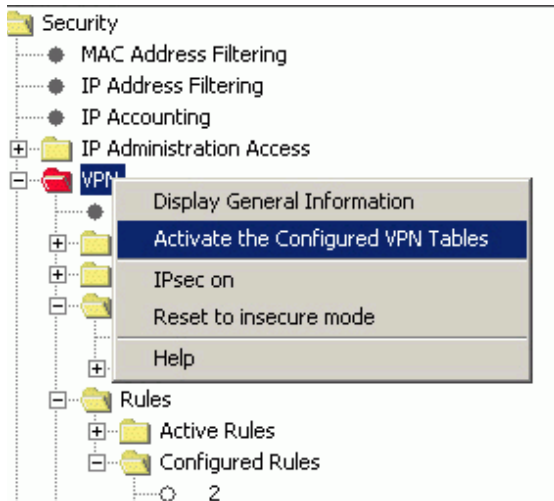 Security
MAC Address Filtering
IP Address Filtering
IP Accounting
IP Administration Access
VPN
Display General Information
Activate the Configured VPN Tables
IPsec on
Reset to insecure mode
Help
Rules
Active Rules
Configured Rules
2